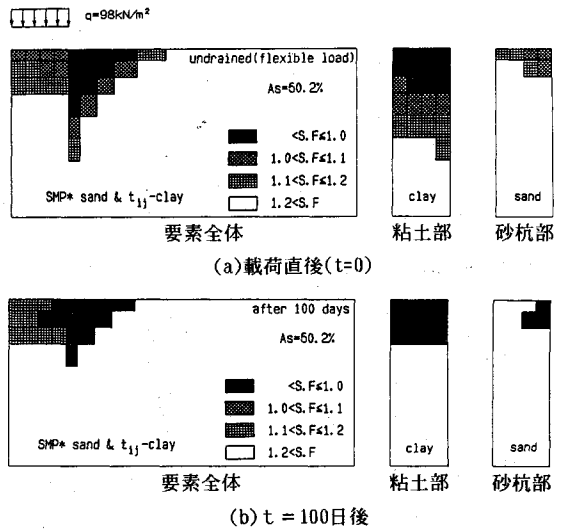 q=98kN/m²
undrained(flexible load)
As=50.2%
<S.F≤1.0
1.0<S.F≤1.1
1.1<S.F≤1.2
1.2<S.F
SMP* sand & tij-clay
clay
sand
要素全体
粘土部
砂杭部
(a)載荷直後(t=0)
after 100 days
As=50.2%
<S.F≤1.0
1.0<S.F≤1.1
1.1<S.F≤1.2
1.2<S.F
SMP* sand & tij-clay
clay
sand
要素全体
粘土部
砂杭部
(b)t=100日後